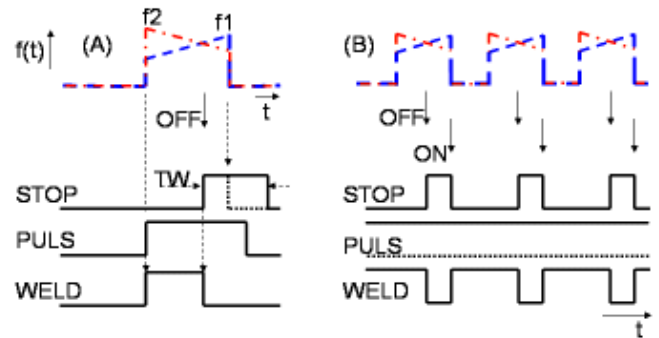 f2 f1
f(t) (A)
t
OFF
TW
STOP
PULS
WELD
(B)
OFF
ON
STOP
PULS
WELD
t